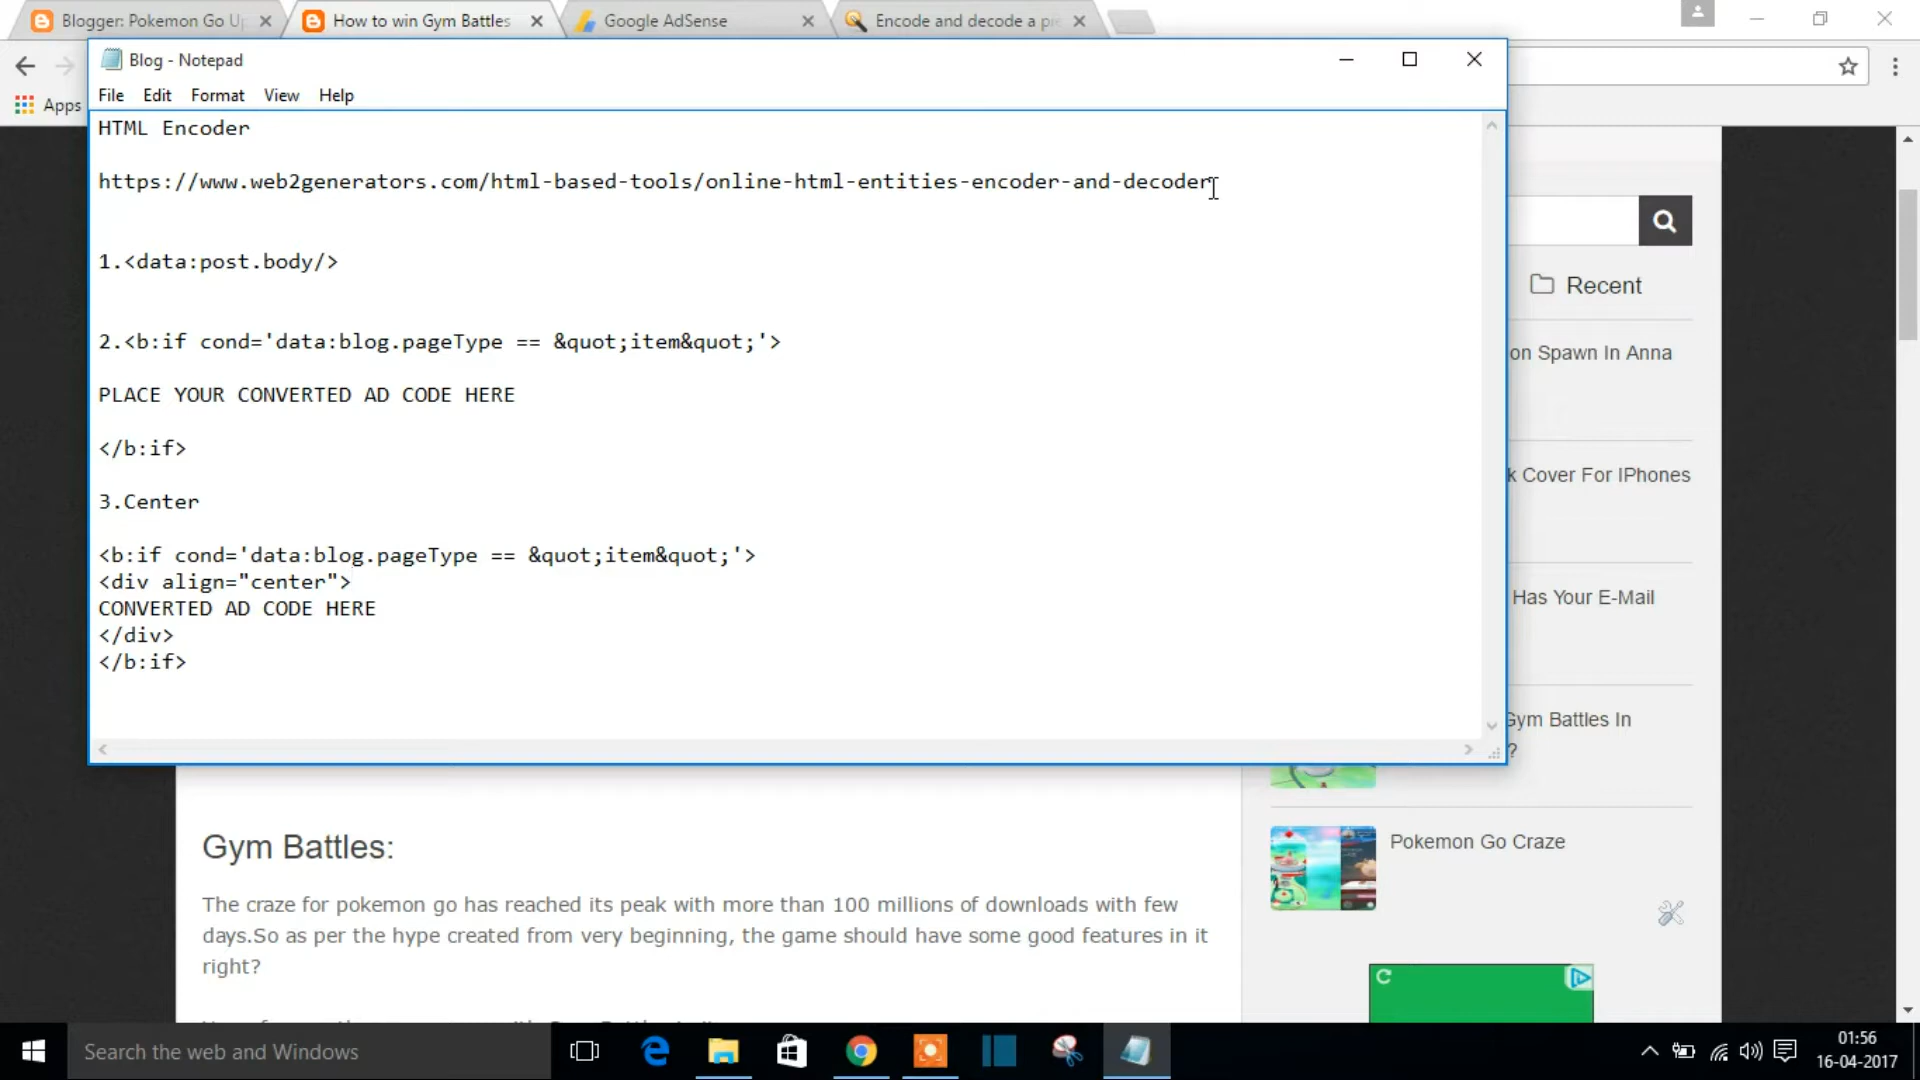 Blogger: Pokemon Go Up
How to win Gym Battles
Google AdSense
Encode and decode a pi
Apps
Blog - Notepad
File Edit Format View Help
HTML Encoder
https://www.web2generators.com/html-based-tools/online-html-entities-encoder-and-decoder
1.<data:post.body/>
2.<b:if cond='data:blog.pageType == &quot;item&quot;'>
PLACE YOUR CONVERTED AD CODE HERE
</b:if>
3.Center
<b:if cond='data:blog.pageType == &quot;item&quot;'>
<div align="center">
CONVERTED AD CODE HERE
</div>
</b:if>
Recent
on Spawn In Anna
k Cover For IPhones
Has Your E-Mail
Gym Battles In
?
Pokemon Go Craze
Gym Battles:
The craze for pokemon go has reached its peak with more than 100 millions of downloads with few
days.So as per the hype created from very beginning, the game should have some good features in it
right?
Search the web and Windows
01:56
16-04-2017